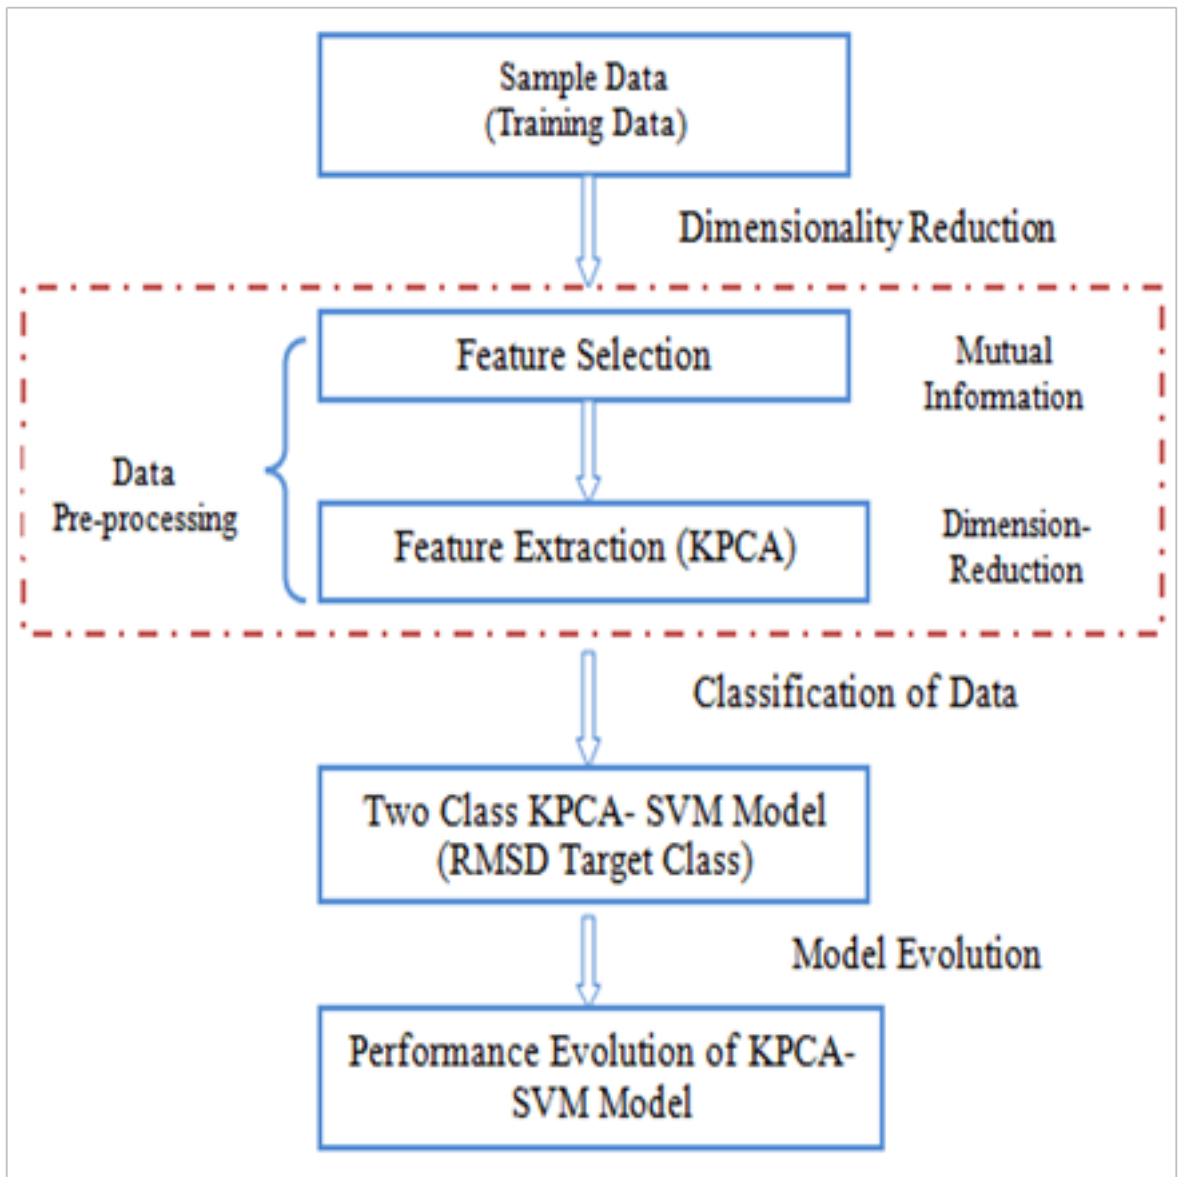 Sample Data
(Training Data)
Dimensionality Reduction
Feature Selection
Mutual
Information
Data
Pre-processing
Feature Extraction (KPCA)
Dimension-
Reduction
Classification of Data
Two Class KPCA- SVM Model
(RMSD Target Class)
Model Evolution
Performance Evolution of KPCA-
SVM Model